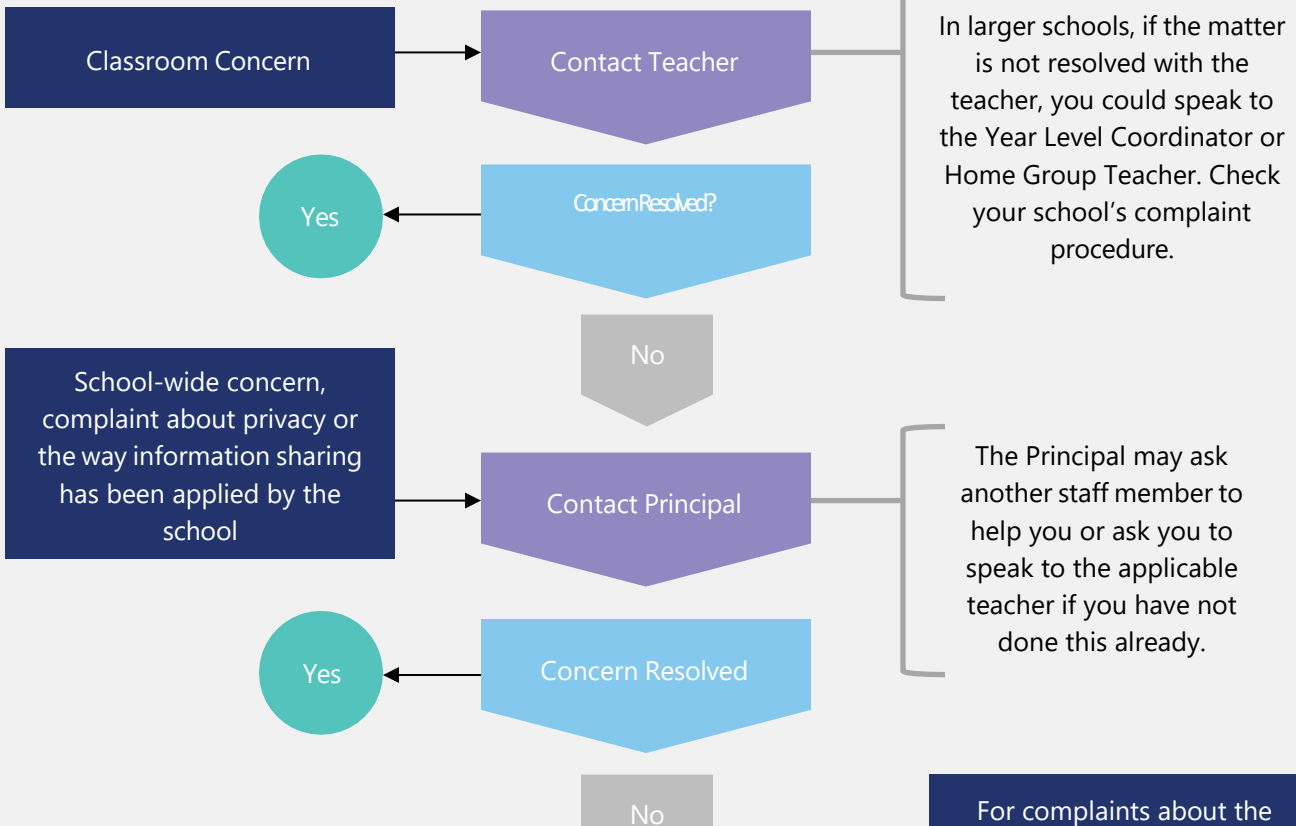 Classroom Concern
Contact Teacher
In larger schools, if the matter
is not resolved with the
teacher, you could speak to
the Year Level Coordinator or
Home Group Teacher. Check
your school’s complaint
procedure.
Yes
Concern Resolved?
No
School-wide concern,
complaint about privacy or
the way information sharing
has been applied by the
school
Contact Principal
The Principal may ask
another staff member to
help you or ask you to
speak to the applicable
teacher if you have not
done this already.
Yes
Concern Resolved
No
For complaints about the